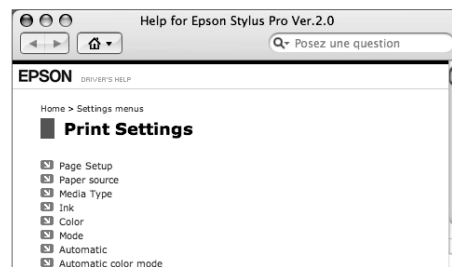 Help for Epson Stylus Pro Ver.2.0
Posez une question
EPSON DRIVER'S HELP
Home > Settings menus
Print Settings
Page Setup
Paper source
Media Type
Ink
Color
Mode
Automatic
Automatic color mode